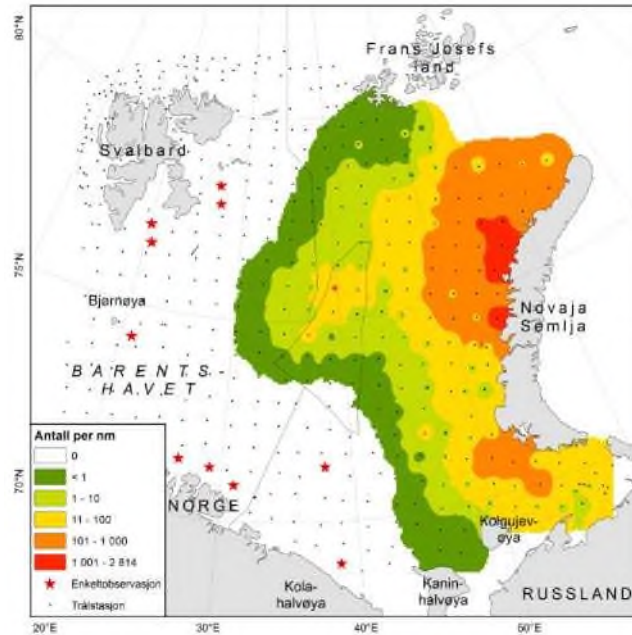 80°N
Frans Josefs
land
Svalbard
75°N
Bjørnøya
Novaja
Semlja
BARENTS
HAVET
Antall per nm
0
< 1
1 - 10
11 - 100
101 - 1 000
1 001 - 2 814
Enkeltobservasjon
Trålstasjon
70°N
NORGE
Kolgujev-
øya
Kola-
halvøya
Kanin-
halvøya
RUSSLAND
20°E
30°E
40°E
50°E